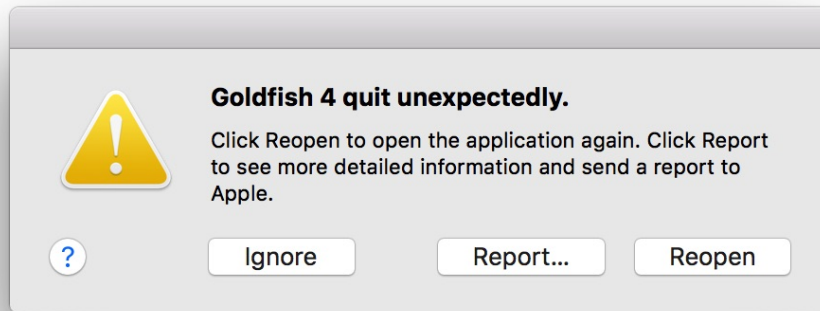 Goldfish 4 quit unexpectedly.
Click Reopen to open the application again. Click Report
to see more detailed information and send a report to
Apple.
? Ignore Report... Reopen